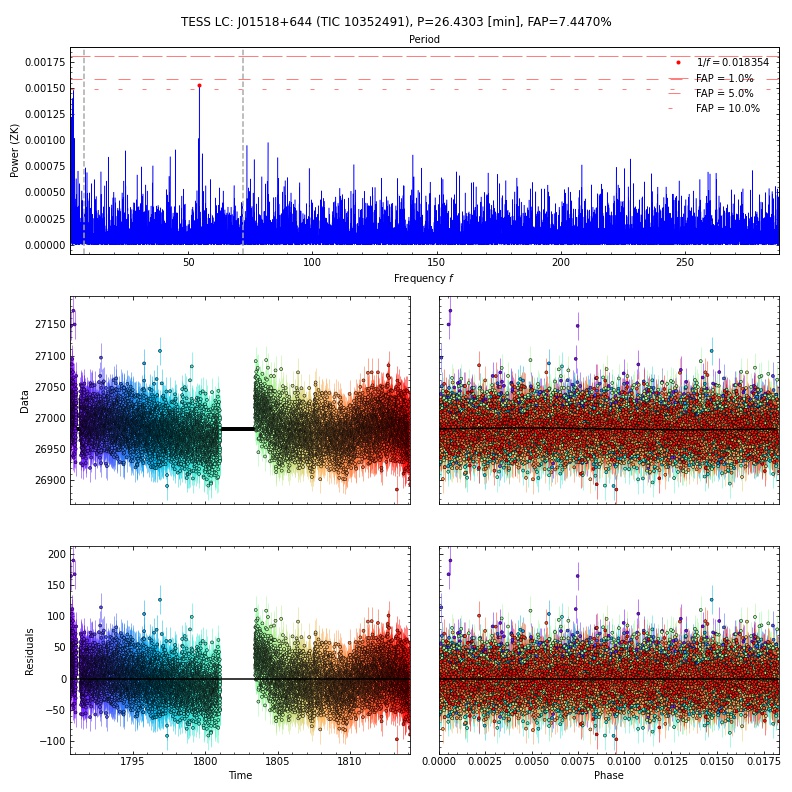 TESS LC: J01518+644 (TIC 10352491), P=26.4303 [min], FAP=7.4470%
Period
0.00175
0.00150
0.00125
0.00100
0.00075
0.00050
0.00025
0.00000
Power (ZK)
1/f = 0.018354
FAP = 1.0%
FAP = 5.0%
FAP = 10.0%
50 100 150 200 250
Frequency f
27150
27100
27050
27000
26950
26900
Data
200
150
100
50
0
−50
−100
Residuals
1795 1800 1805 1810
Time
0.0000 0.0025 0.0050 0.0075 0.0100 0.0125 0.0150 0.0175
Phase